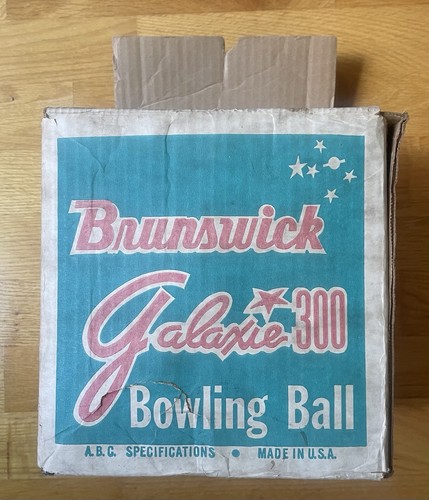 Brunswick
Galaxie 300
Bowling Ball
A.B.C. SPECIFICATIONS • MADE IN U.S.A.